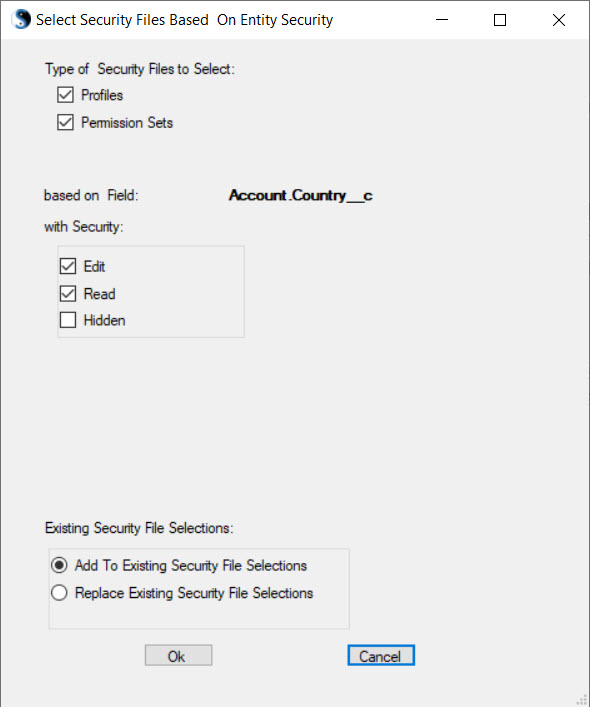 Select Security Files Based  On Entity Security
Type of  Security Files to Select:
Profiles
Permission Sets
based on  Field: Account.Country__c
with Security:
Edit
Read
Hidden
Existing Security File Selections:
Add To Existing Security File Selections
Replace Existing Security File Selections
Ok Cancel